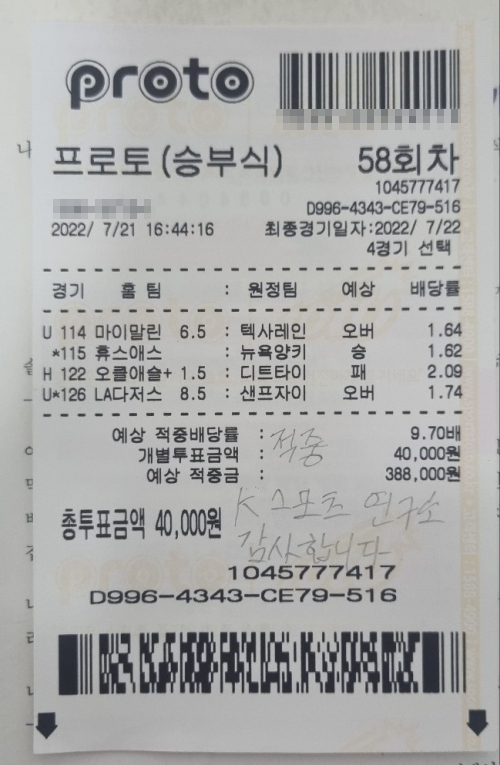 proto
프로토(승부식) 58회차
1045777417
D996-4343-CE79-516
2022/ 7/21 16:44:16 최종경기일자:2022/ 7/22
4경기 선택
경기 홈 팀 : 원정팀 예상 배당률
U 114 마이말린 6.5 : 텍사레인 오버 1.64
*115 휴스애스 : 뉴욕양키 승 1.62
H 122 오클애슬+ 1.5 : 디트타이 패 2.09
U*126 LA다저스 8.5 : 샌프자이 오버 1.74
예상 적중배당률 : 9.70배
개별투표금액 : 40,000원
예상 적중금 : 388,000원
적중
K 스포츠 연구소
총투표금액 40,000원
감사합니다
1045777417
D996-4343-CE79-516